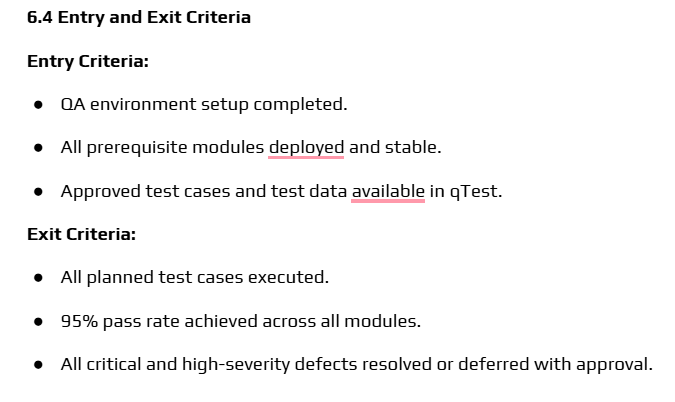 6.4 Entry and Exit Criteria
Entry Criteria:
● QA environment setup completed.
● All prerequisite modules deployed and stable.
● Approved test cases and test data available in qTest.
Exit Criteria:
● All planned test cases executed.
● 95% pass rate achieved across all modules.
● All critical and high-severity defects resolved or deferred with approval.